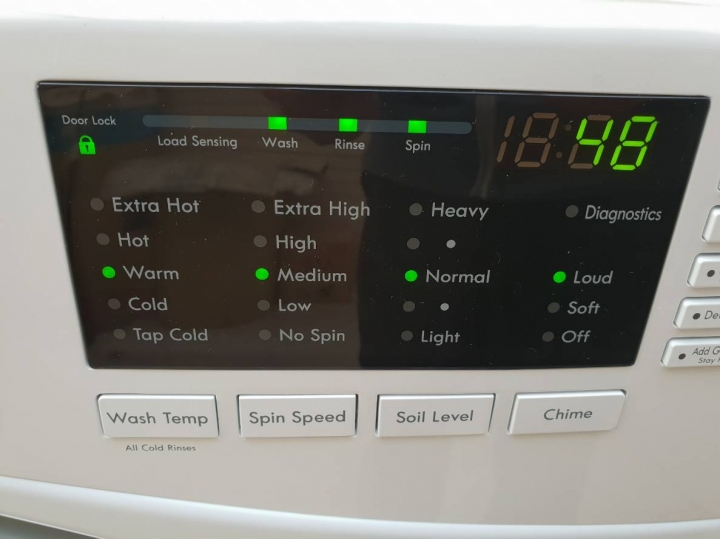 Door Lock
Load Sensing Wash Rinse Spin
48
Extra Hot Extra High Heavy Diagnostics
Hot High
Warm Medium Normal Loud
Cold Low Soft
Tap Cold No Spin Light Off
Wash Temp Spin Speed Soil Level Chime
All Cold Rinses